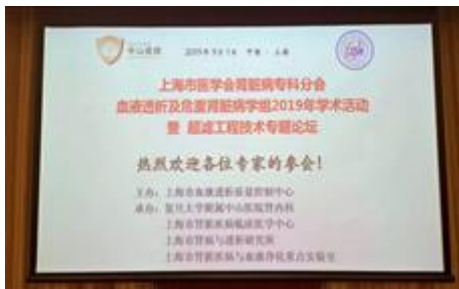 中山医院
上海市医学会肾脏病专科分会
血液透析及危重肾脏病学组2019年学术活动
暨 超滤工程技术专题论坛
热烈欢迎各位专家的参会！
主办：上海市血液透析质量控制中心
承办：复旦大学附属中山医院肾内科
上海市肾脏疾病临床医学中心
上海市肾病与透析研究所
上海市肾脏疾病与血液净化重点实验室